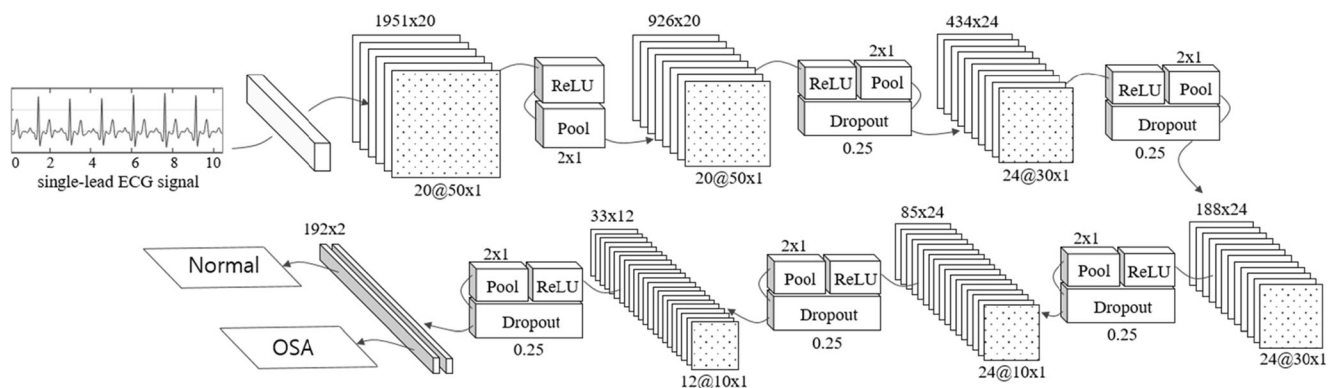 1951x20
926x20
434x24
2x1
2x1
ReLU
Pool
2x1
ReLU
Pool
Dropout
0.25
ReLU
Pool
Dropout
0.25
0 2 4 6 8 10
single-lead ECG signal
20@50x1
20@50x1
24@30x1
192x2
33x12
85x24
188x24
2x1
2x1
2x1
Normal
Pool
ReLU
Pool
ReLU
Pool
ReLU
Dropout
Dropout
Dropout
OSA
0.25
0.25
0.25
12@10x1
24@10x1
24@30x1